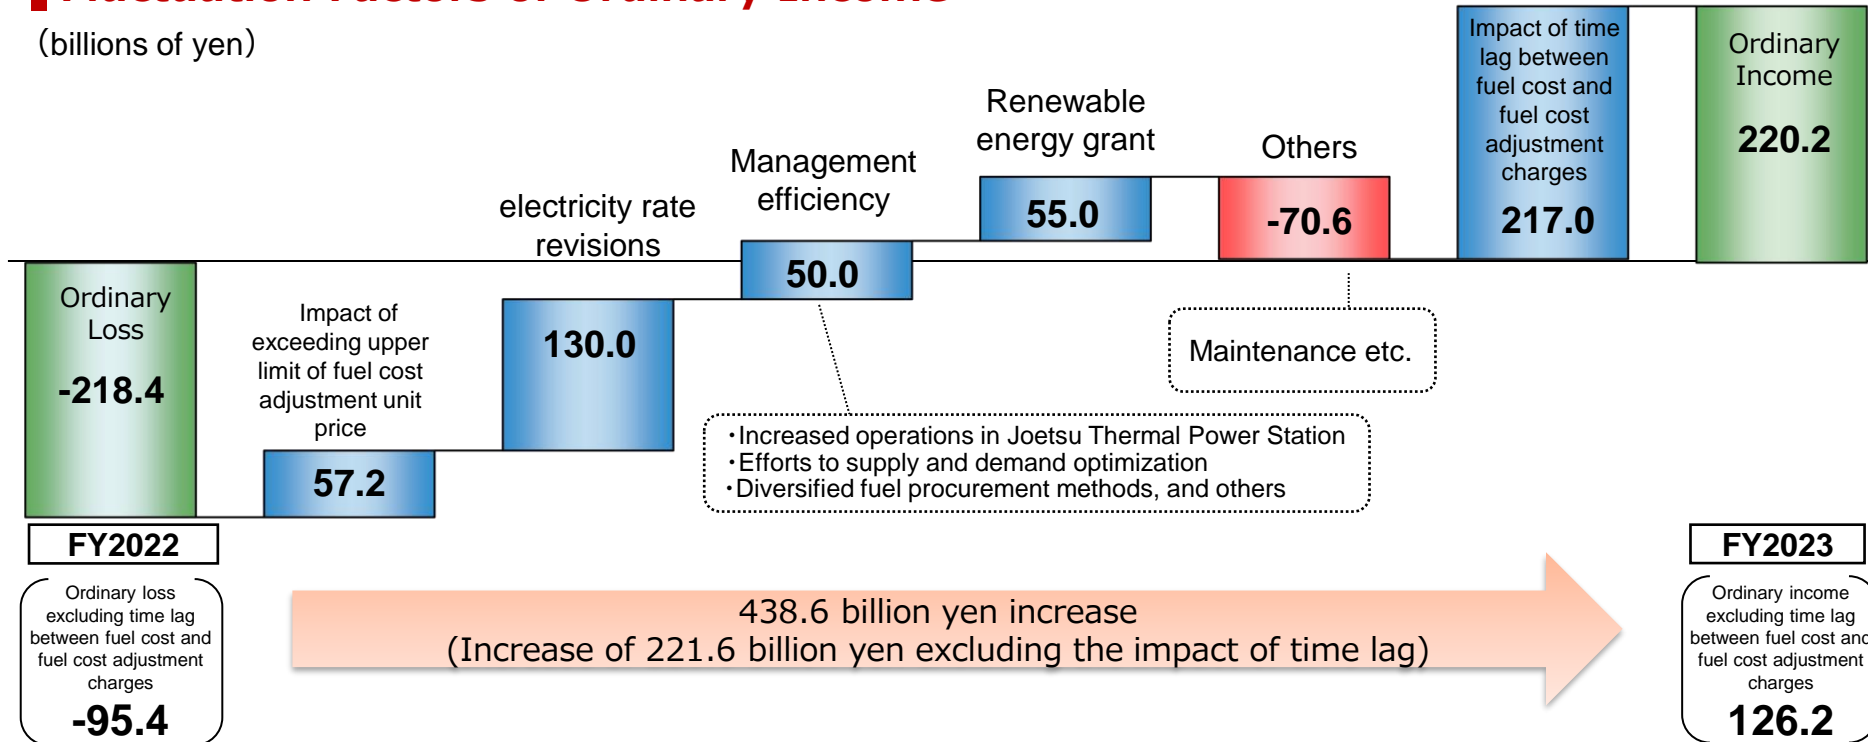 (billions of yen)
Ordinary
Loss
-218.4
Impact of
exceeding upper
limit of fuel cost
adjustment unit
price
57.2
electricity rate
revisions
130.0
Management
efficiency
50.0
Renewable
energy grant
55.0
Others
-70.6
Impact of time
lag between
fuel cost and
fuel cost
adjustment
charges
217.0
Ordinary
Income
220.2
Maintenance etc.
・Increased operations in Joetsu Thermal Power Station
・Efforts to supply and demand optimization
・Diversified fuel procurement methods, and others
FY2022
Ordinary loss
excluding time lag
between fuel cost and
fuel cost adjustment
charges
-95.4
438.6 billion yen increase
(Increase of 221.6 billion yen excluding the impact of time lag)
FY2023
Ordinary income
excluding time lag
between fuel cost and
fuel cost adjustment
charges
126.2